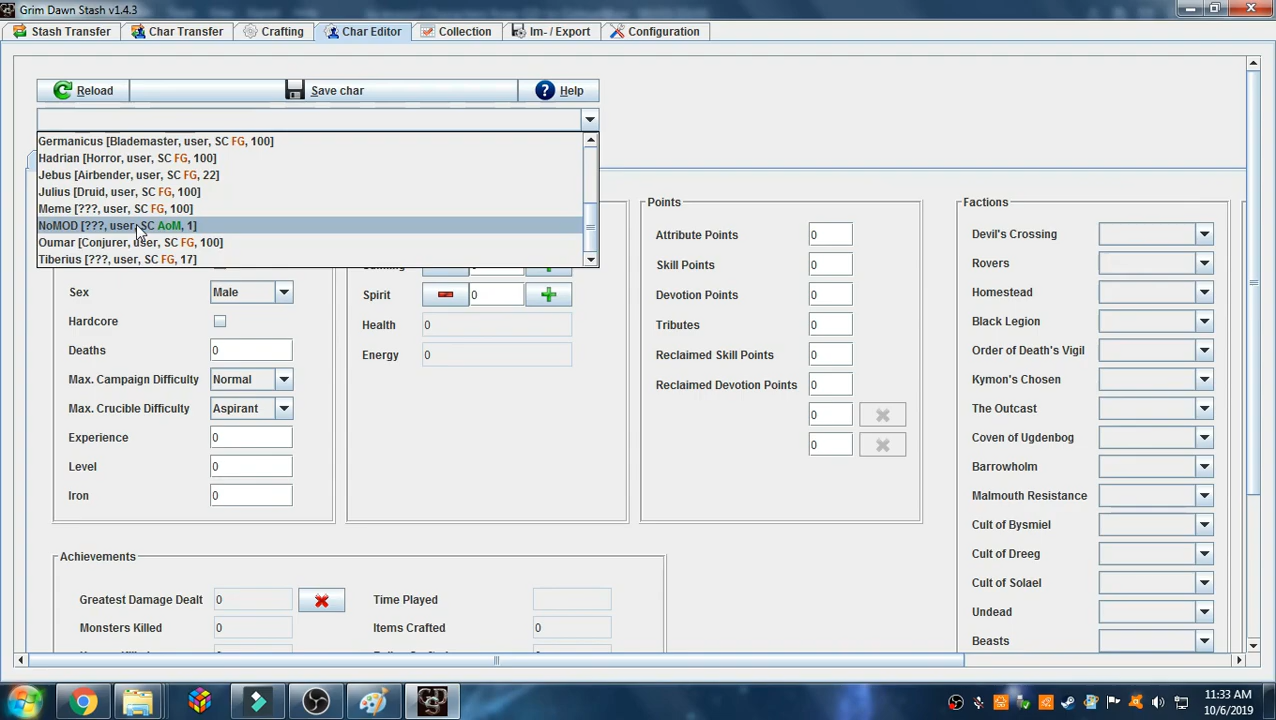 Grim Dawn Stash v1.4.3
Stash Transfer
Char Transfer
Crafting
Char Editor
Collection
Im- / Export
Configuration
Reload
Save char
Help
Germanicus [Blademaster, user, SC FG, 100]
Hadrian [Horror, user, SC FG, 100]
Jebus [Airbender, user, SC FG, 22]
Julius [Druid, user, SC FG, 100]
Meme [???, user, SC FG, 100]
NoMOD [???, user, SC AoM, 1]
Oumar [Conjurer, user, SC FG, 100]
Tiberius [???, user, SC FG, 17]
Sex
Male
Hardcore
Deaths
0
Max. Campaign Difficulty
Normal
Max. Crucible Difficulty
Aspirant
Experience
0
Level
0
Iron
0
Spirit
0
Health
0
Energy
0
Points
Attribute Points
0
Skill Points
0
Devotion Points
0
Tributes
0
Reclaimed Skill Points
0
Reclaimed Devotion Points
0
0
0
Factions
Devil's Crossing
Rovers
Homestead
Black Legion
Order of Death's Vigil
Kymon's Chosen
The Outcast
Coven of Ugdenbog
Barrowholm
Malmouth Resistance
Cult of Bysmiel
Cult of Dreeg
Cult of Solael
Undead
Beasts
Achievements
Greatest Damage Dealt
0
Time Played
Monsters Killed
0
Items Crafted
0
11:33 AM
10/6/2019